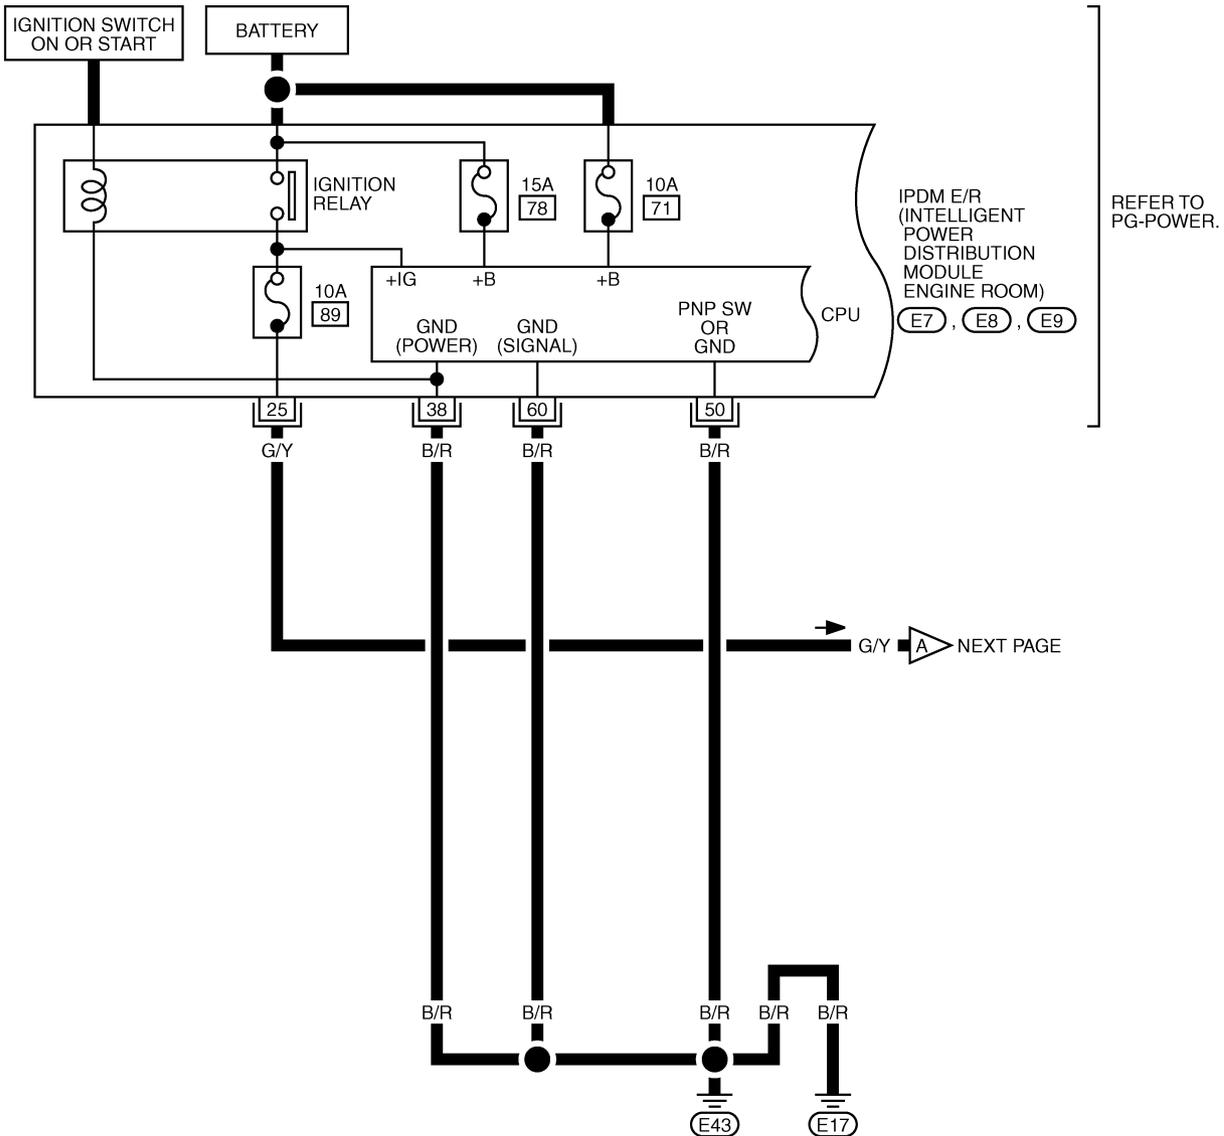 IGNITION SWITCH
ON OR START
BATTERY
IGNITION
RELAY
15A
78
10A
71
10A
89
+IG
+B
+B
GND
(POWER)
GND
(SIGNAL)
PNP SW
OR
GND
CPU
IPDM E/R
(INTELLIGENT
POWER
DISTRIBUTION
MODULE
ENGINE ROOM)
E7 , E8 , E9
REFER TO
PG-POWER.
25
38
60
50
G/Y
B/R
B/R
B/R
G/Y
A
NEXT PAGE
B/R
B/R
B/R
B/R
B/R
E43
E17